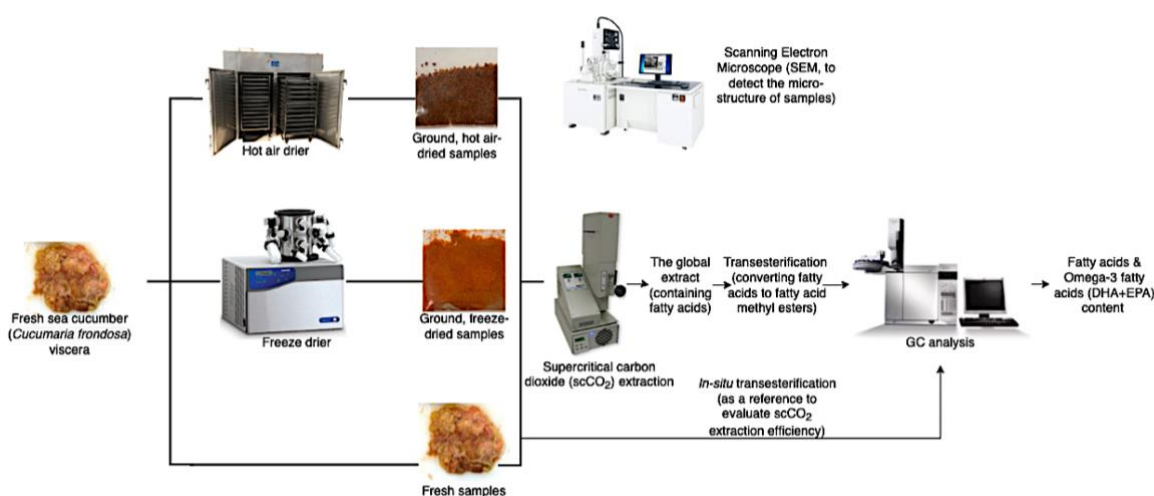 Hot air drier
Ground, hot air-
dried samples
Scanning Electron
Microscope (SEM, to
detect the micro-
structure of samples)
Fresh sea cucumber
(Cucumaria frondosa)
viscera
Freeze drier
Ground, freeze-
dried samples
Supercritical carbon
dioxide (scCO₂) extraction
The global
extract
(containing
fatty acids)
Transesterification
(converting fatty
acids to fatty acid
methyl esters)
GC analysis
Fatty acids &
Omega-3 fatty
acids (DHA+EPA)
content
In-situ transesterification
(as a reference to
evaluate scCO₂
extraction efficiency)
Fresh samples